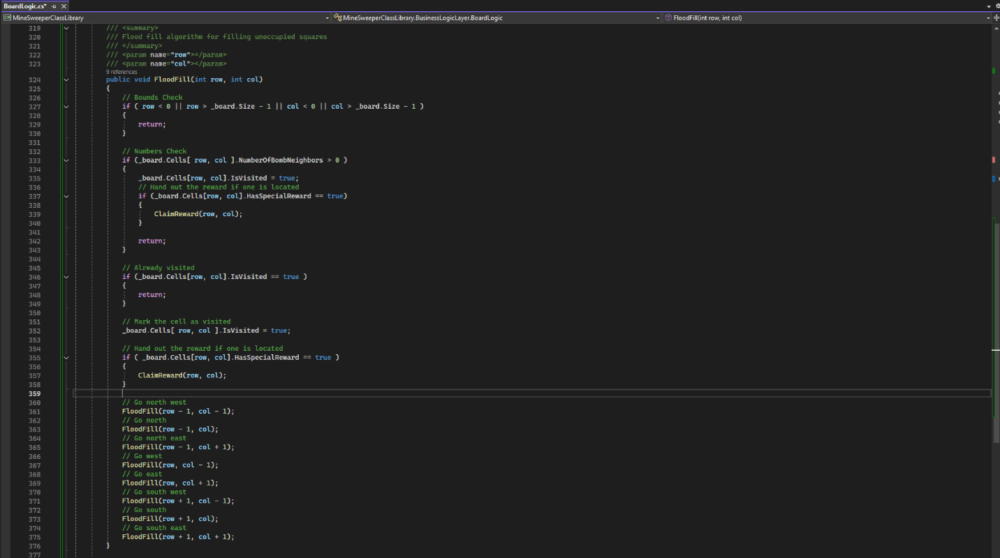 BoardLogic.cs*
MineSweeperClassLibrary MineSweeperClassLibrary.BusinessLogicLayer.BoardLogic FloodFill(int row, int col)
319 /// <summary>
320 /// Flood fill algorithm for filling unoccupied squares
321 /// </summary>
322 /// <param name="row"></param>
323 /// <param name="col"></param>
9 references
324 public void FloodFill(int row, int col)
325 {
326 // Bounds Check
327 if ( row < 0 || row > _board.Size - 1 || col < 0 || col > _board.Size - 1 )
328 {
329 return;
330 }
331
332 // Numbers Check
333 if (_board.Cells[ row, col ].NumberOfBombNeighbors > 0 )
334 {
335 _board.Cells[row, col].IsVisited = true;
336 // Hand out the reward if one is located
337 if (_board.Cells[row, col].HasSpecialReward == true)
338 {
339 ClaimReward(row, col);
340 }
341
342 return;
343 }
344
345 // Already visited
346 if (_board.Cells[row, col].IsVisited == true )
347 {
348 return;
349 }
350
351 // Mark the cell as visited
352 _board.Cells[ row, col ].IsVisited = true;
353
354 // Hand out the reward if one is located
355 if ( _board.Cells[row, col].HasSpecialReward == true )
356 {
357 ClaimReward(row, col);
358 }
359
360 // Go north west
361 FloodFill(row - 1, col - 1);
362 // Go north
363 FloodFill(row - 1, col);
364 // Go north east
365 FloodFill(row - 1, col + 1);
366 // Go west
367 FloodFill(row, col - 1);
368 // Go east
369 FloodFill(row, col + 1);
370 // Go south west
371 FloodFill(row + 1, col - 1);
372 // Go south
373 FloodFill(row + 1, col);
374 // Go south east
375 FloodFill(row + 1, col + 1);
376 }
377